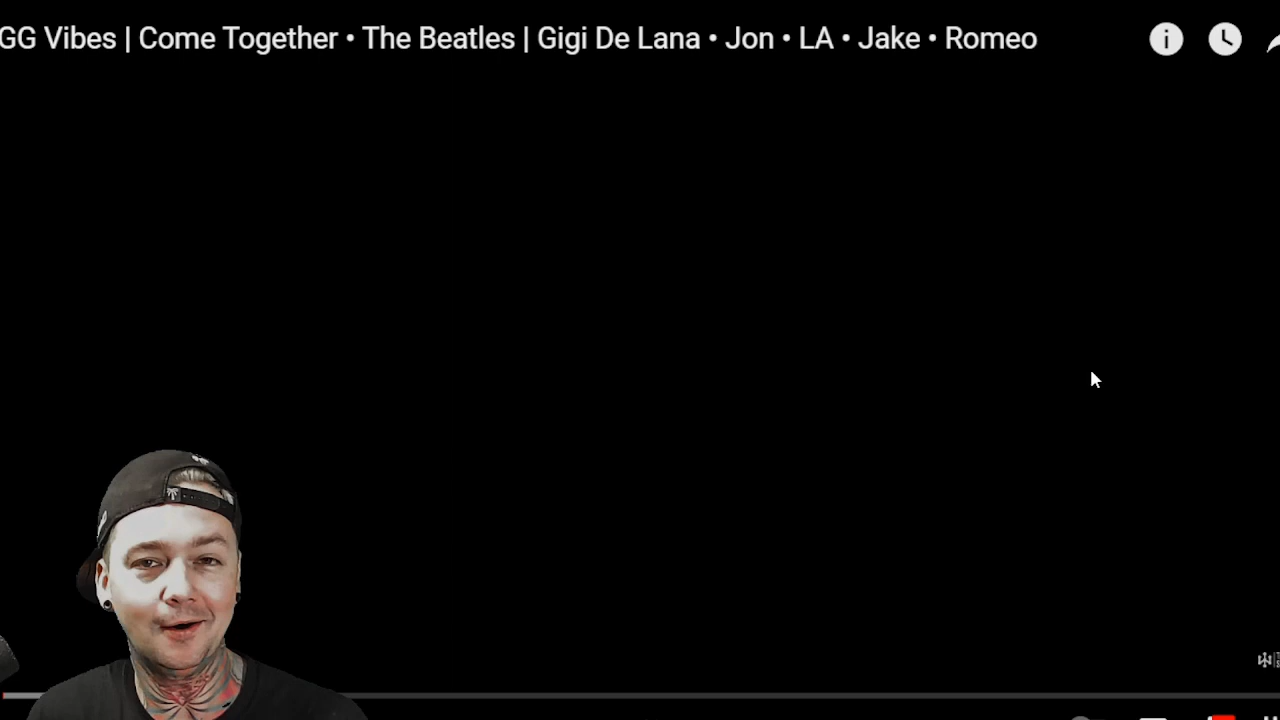 GG Vibes | Come Together • The Beatles | Gigi De Lana • Jon • LA • Jake • Romeo